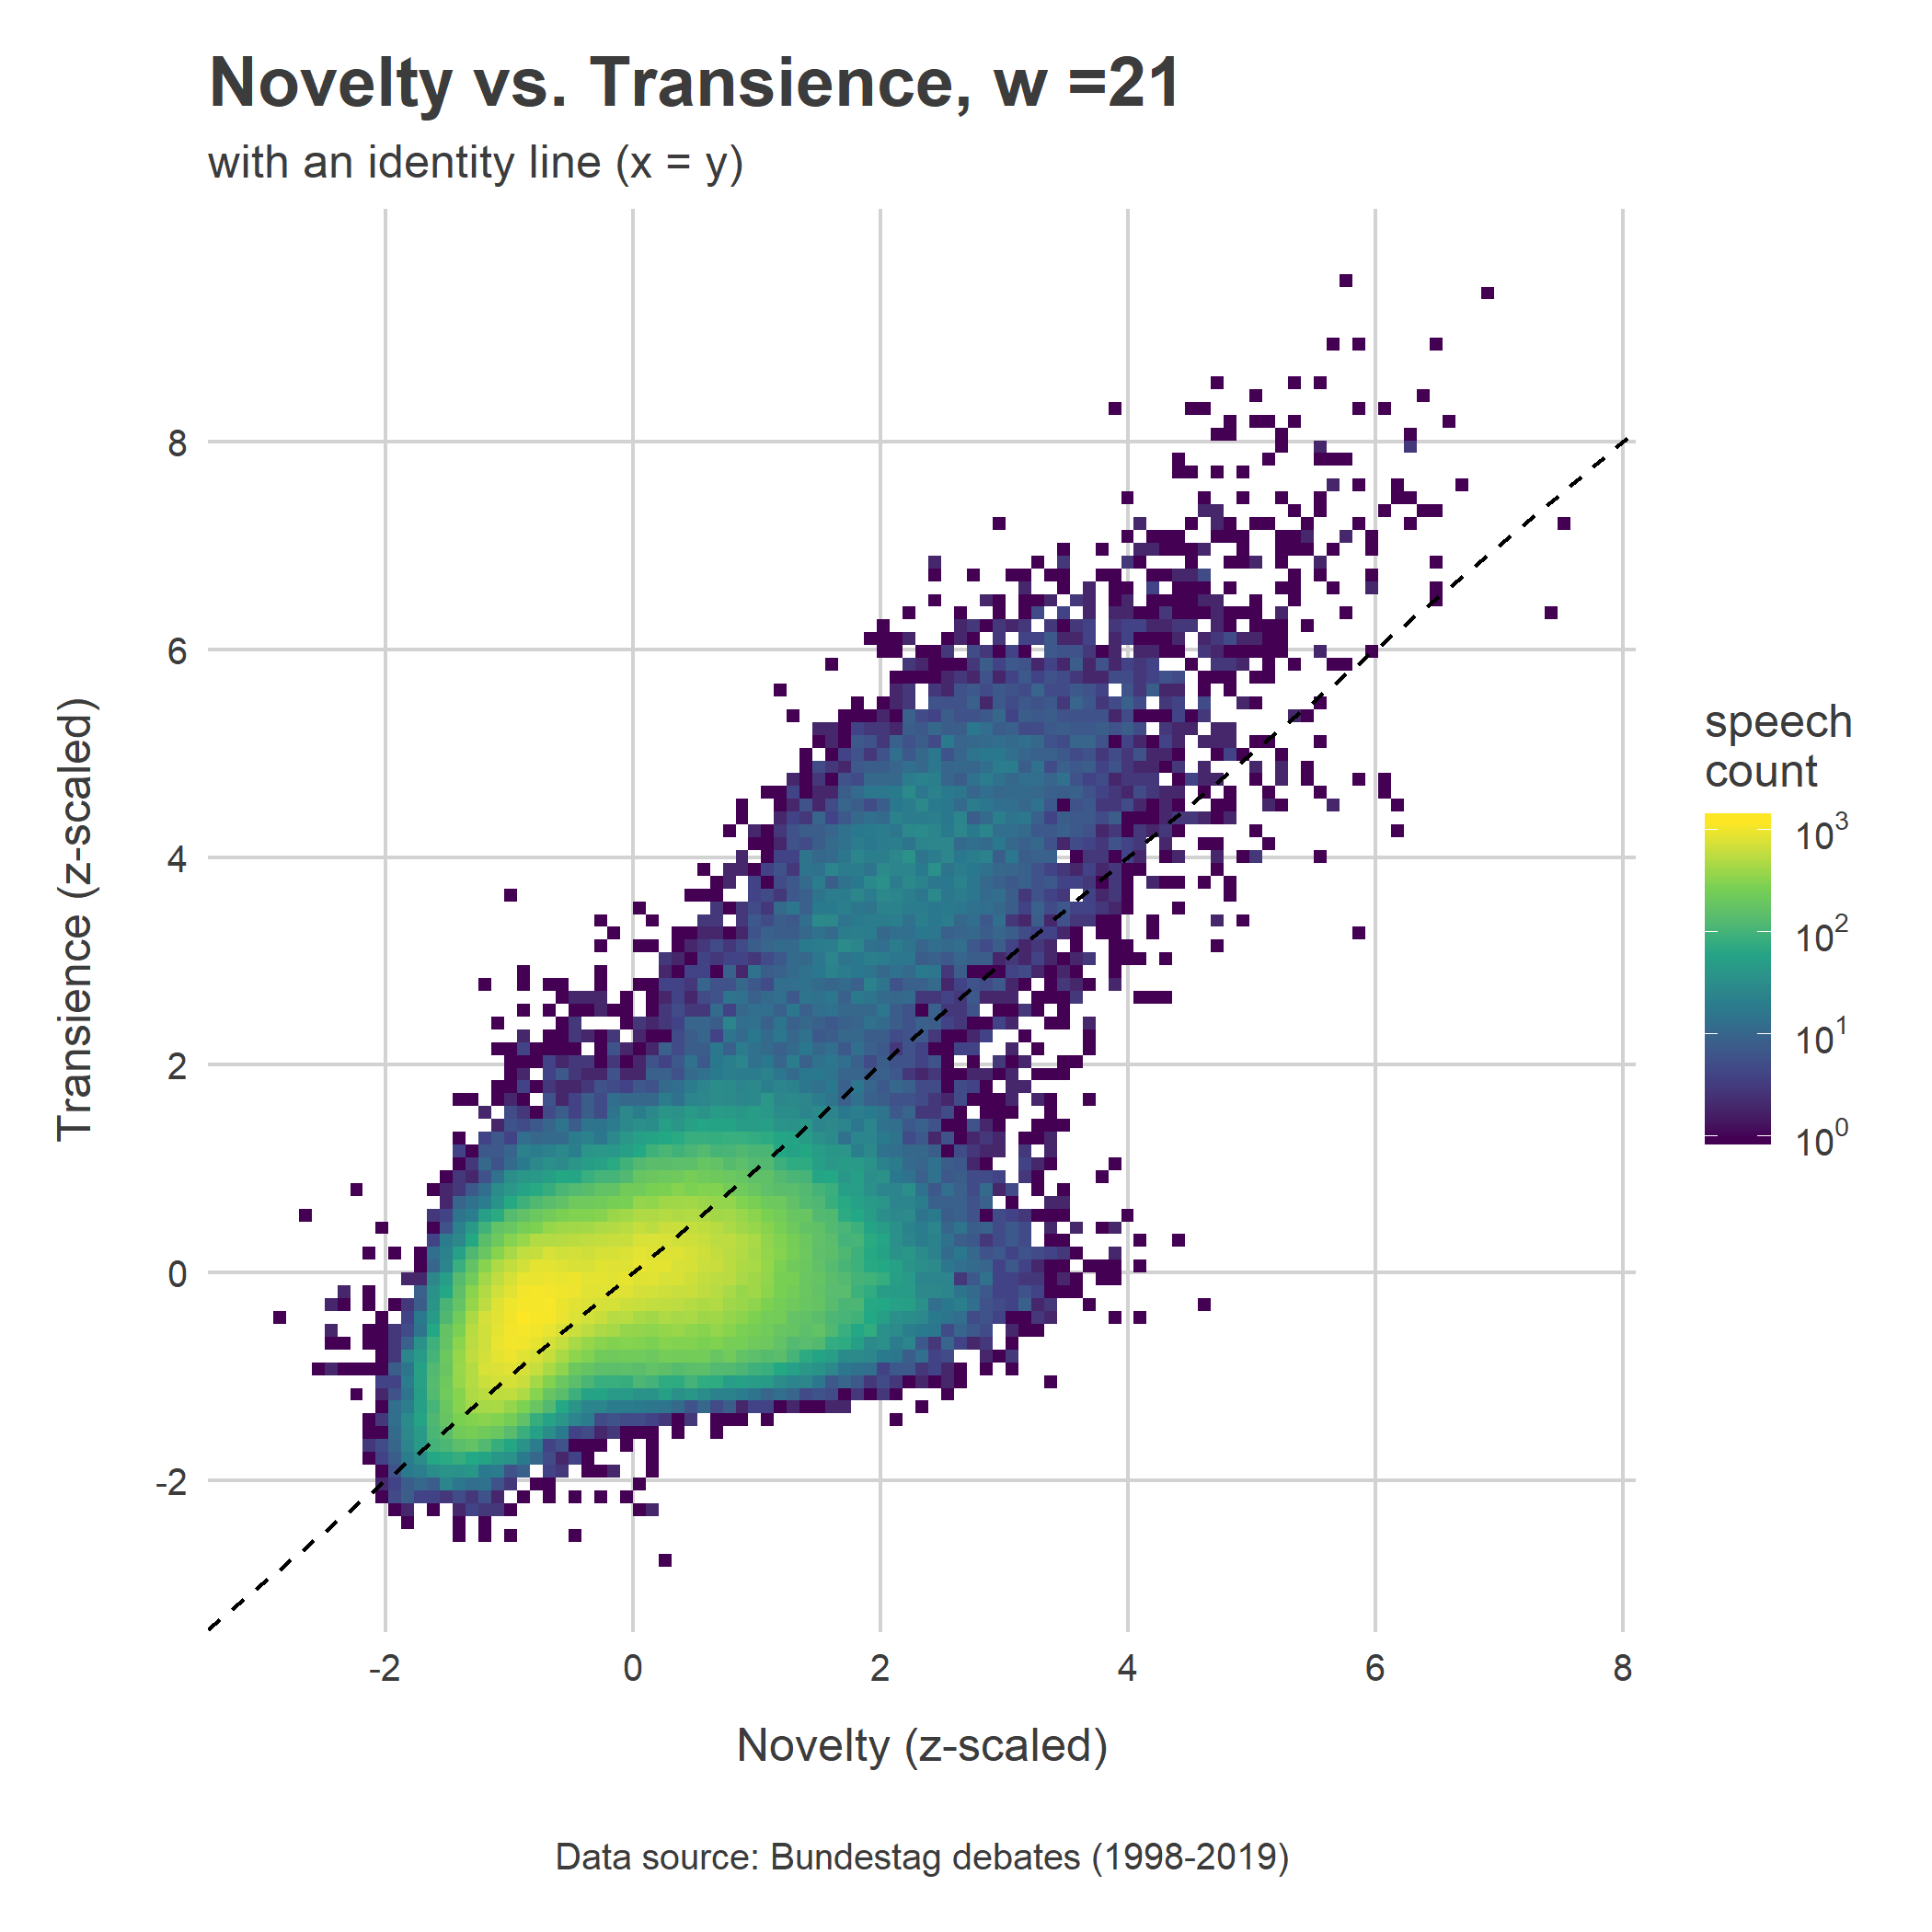 Novelty vs. Transience, w =21
with an identity line (x = y)
Transience (z-scaled)
8
6
4
2
0
-2
-2 0 2 4 6 8
Novelty (z-scaled)
speech
count
10³
10²
10¹
10⁰
Data source: Bundestag debates (1998-2019)